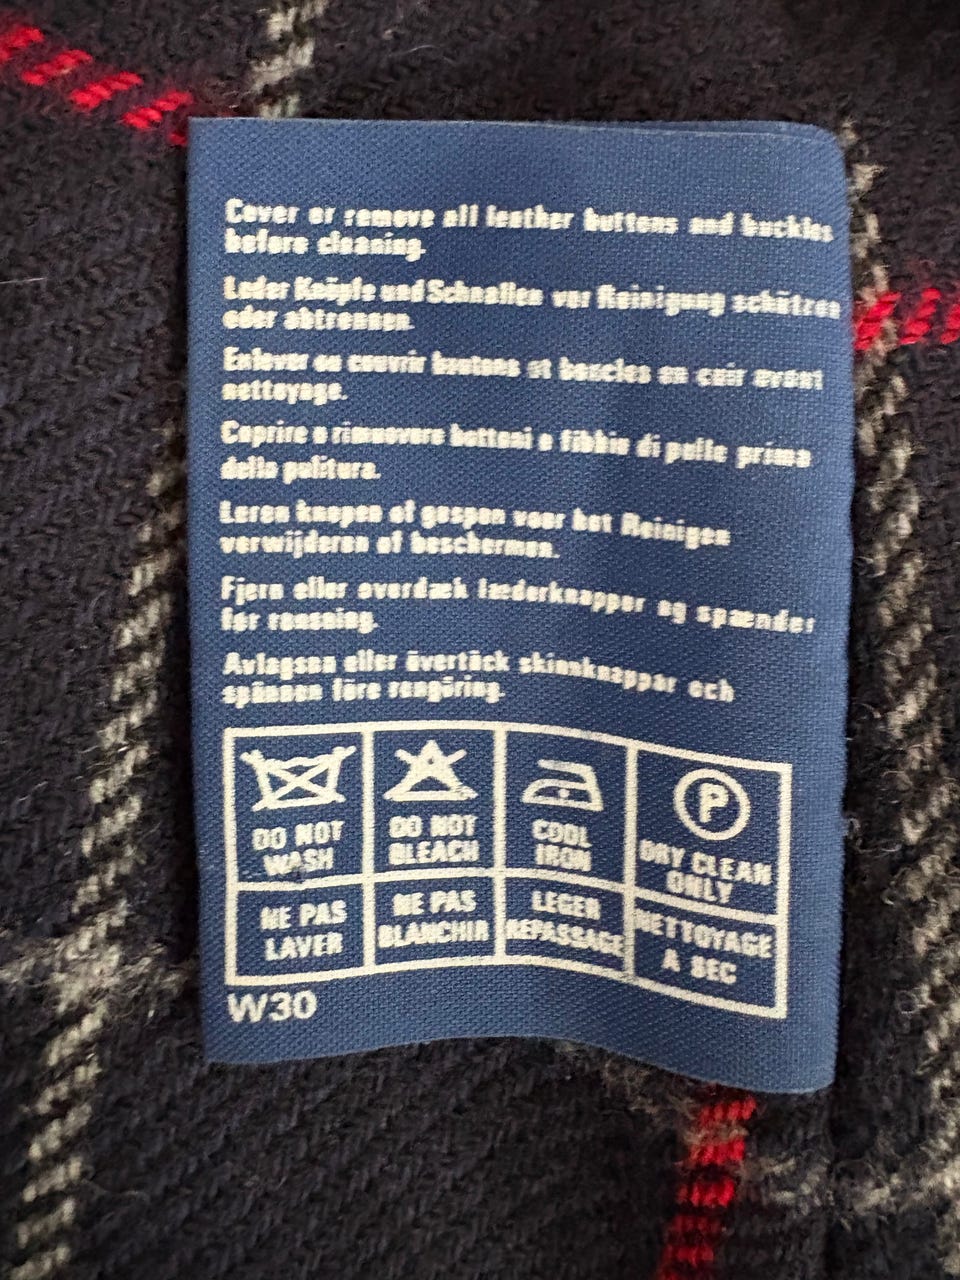 Cover or remove all leather buttons and buckles
before cleaning.
Leder Knöpfe und Schnallen vor Reinigung schützen
oder abtrennen.
Enlever ou couvrir boutons et boucles en cuir avant
nettoyage.
Coprire o rimuovere bottoni o fibbie di pelle prima
della pulitura.
Leren knopen of gespen voor het Reinigen
verwijderen of beschermen.
Fjern eller overdæk læderknapper og spænder
før rensning.
Avlagsna eller övertäck skinnknappar och
spännen före rengöring.
DO NOT WASH
DO NOT BLEACH
COOL IRON
P
DRY CLEAN ONLY
NE PAS LAVER
NE PAS BLANCHIR
LEGER REPASSAGE
NETTOYAGE A SEC
W30